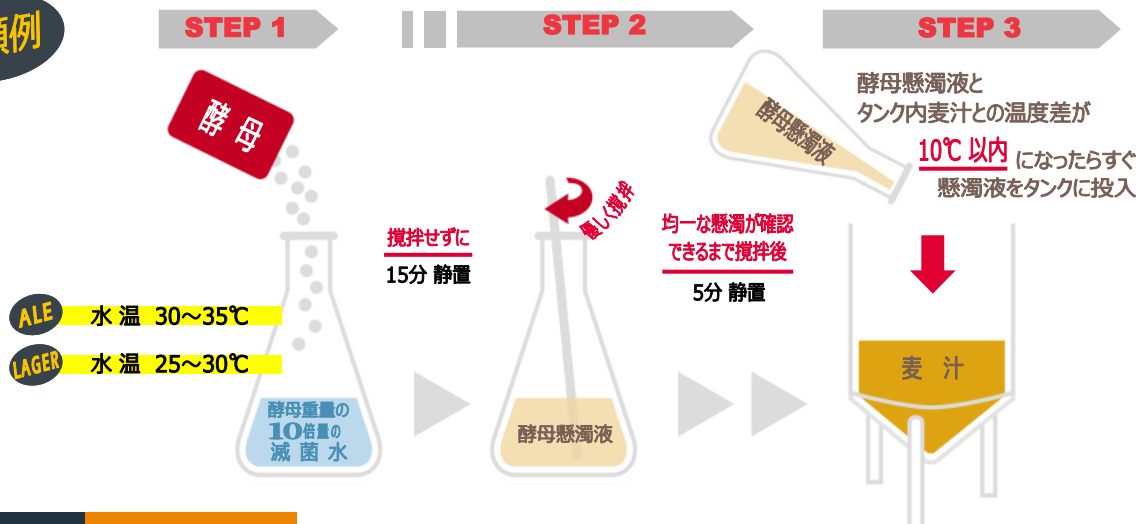 STEP 1
STEP 2
STEP 3
酵母
酵母懸濁液
酵母懸濁液と
タンク内麦汁との温度差が
10℃ 以内 になったらすぐ
懸濁液をタンクに投入
優しく撹拌
撹拌せずに
15分 静置
均一な懸濁が確認
できるまで撹拌後
5分 静置
ALE 水 温 30～35℃
LAGER 水 温 25～30℃
麦 汁
酵母重量の
10倍量の
滅 菌 水
酵母懸濁液